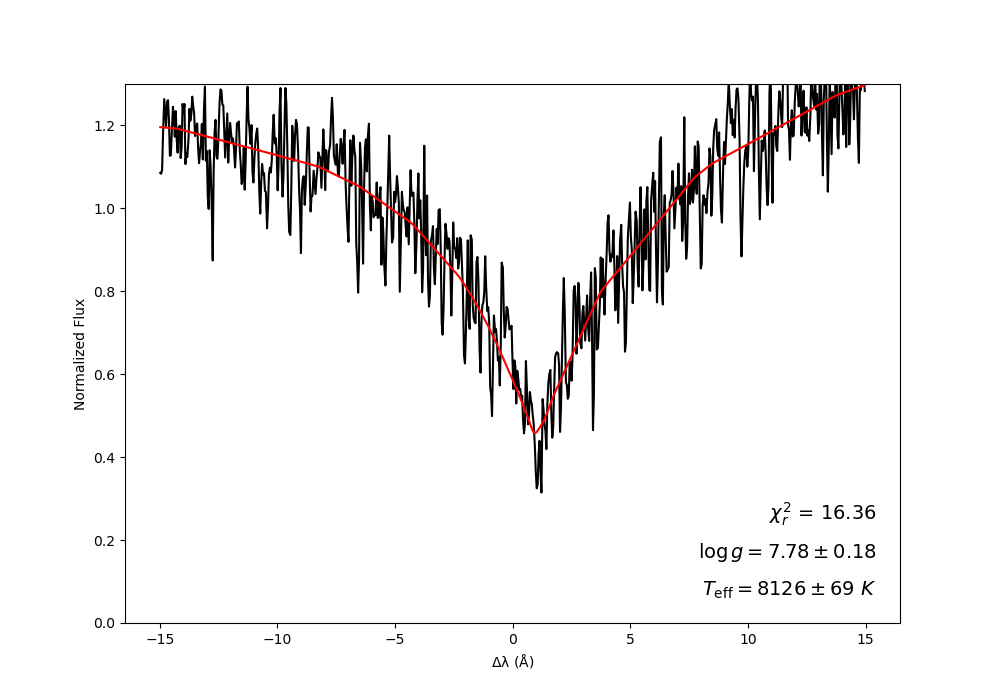 1.2
1.0
0.8
0.6
0.4
0.2
0.0
Normalized Flux
χ²ᵣ = 16.36
log g = 7.78 ± 0.18
T_eff = 8126 ± 69 K
−15 −10 −5 0 5 10 15
Δλ (Å)